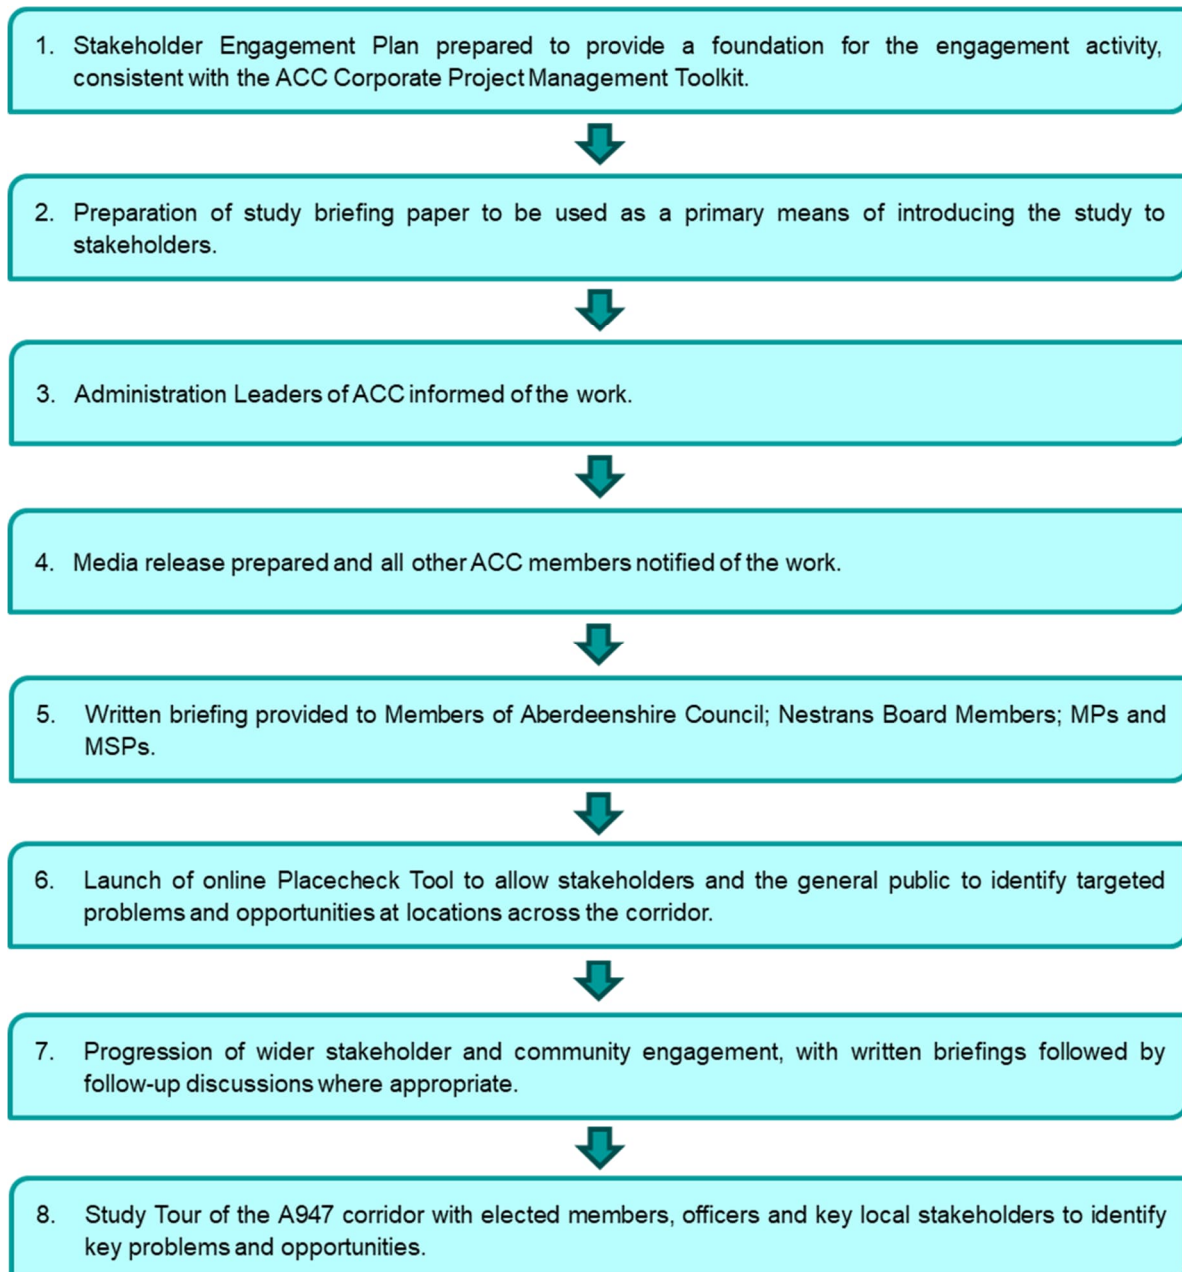 1. Stakeholder Engagement Plan prepared to provide a foundation for the engagement activity,
consistent with the ACC Corporate Project Management Toolkit.
2. Preparation of study briefing paper to be used as a primary means of introducing the study to
stakeholders.
3. Administration Leaders of ACC informed of the work.
4. Media release prepared and all other ACC members notified of the work.
5. Written briefing provided to Members of Aberdeenshire Council; Nestrans Board Members; MPs and
MSPs.
6. Launch of online Placecheck Tool to allow stakeholders and the general public to identify targeted
problems and opportunities at locations across the corridor.
7. Progression of wider stakeholder and community engagement, with written briefings followed by
follow-up discussions where appropriate.
8. Study Tour of the A947 corridor with elected members, officers and key local stakeholders to identify
key problems and opportunities.